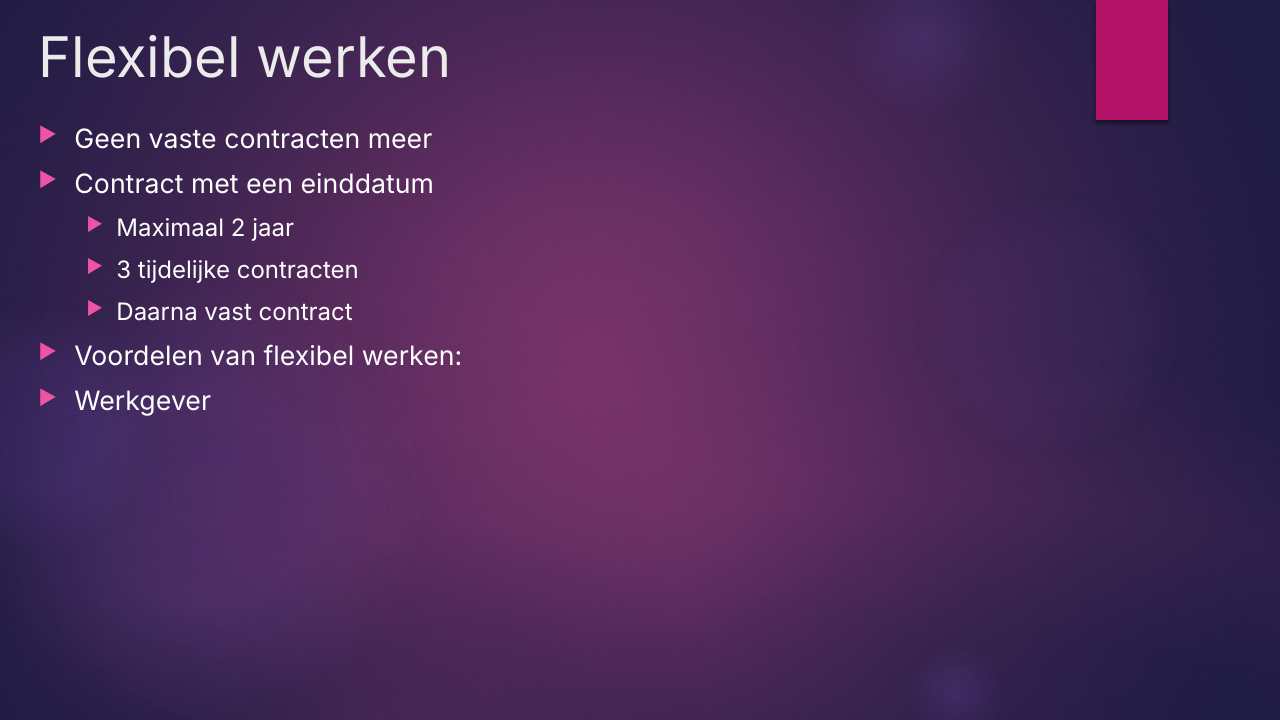 Flexibel werken
Geen vaste contracten meer
Contract met een einddatum
Maximaal 2 jaar
3 tijdelijke contracten
Daarna vast contract
Voordelen van flexibel werken:
Werkgever